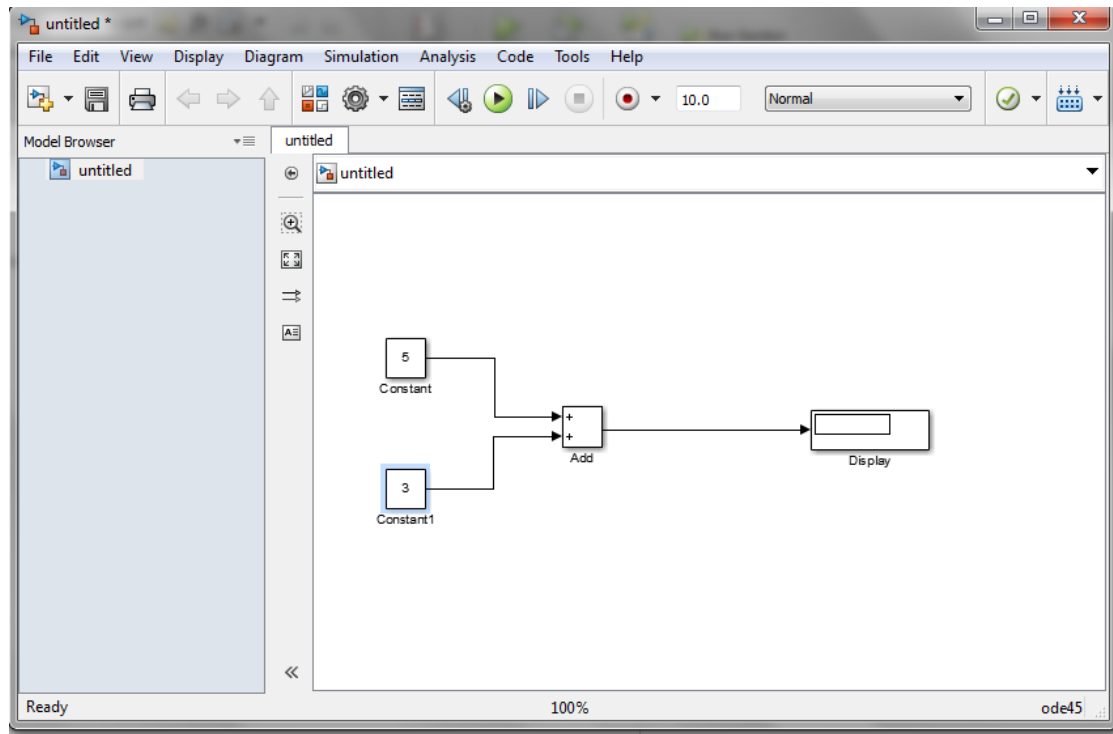 untitled *
File Edit View Display Diagram Simulation Analysis Code Tools Help
10.0 Normal
Model Browser untitled
untitled untitled
5
Constant
+
+
Add
Display
3
Constant1
Ready 100% ode45